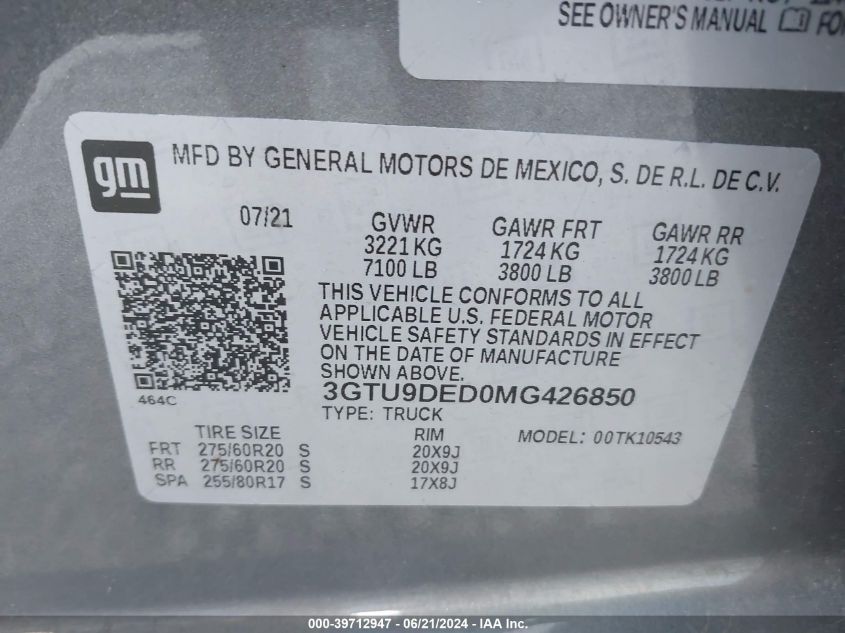 SEE OWNER'S MANUAL
gm
MFD BY GENERAL MOTORS DE MEXICO, S. DE R.L. DE C.V.
07/21 GVWR GAWR FRT GAWR RR
3221 KG 1724 KG 1724 KG
7100 LB 3800 LB 3800 LB
THIS VEHICLE CONFORMS TO ALL
APPLICABLE U.S. FEDERAL MOTOR
VEHICLE SAFETY STANDARDS IN EFFECT
ON THE DATE OF MANUFACTURE
SHOWN ABOVE.
464C
3GTU9DED0MG426850
TYPE: TRUCK
TIRE SIZE RIM MODEL: 00TK10543
FRT 275/60R20 S 20X9J
RR 275/60R20 S 20X9J
SPA 255/80R17 S 17X8J
000-39712947 - 06/21/2024 - IAA Inc.